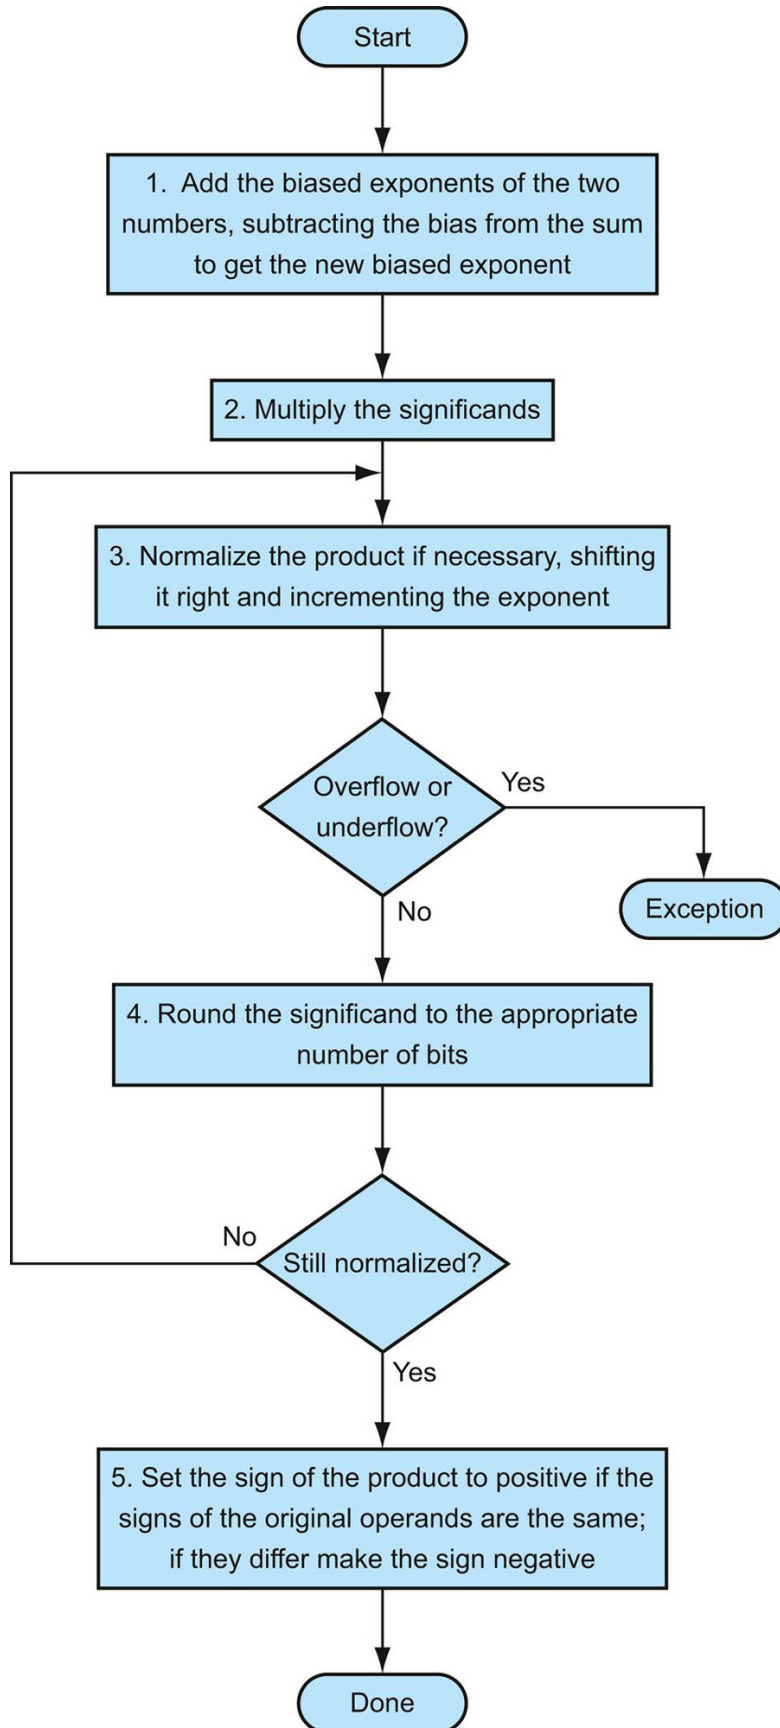 Start
1. Add the biased exponents of the two
numbers, subtracting the bias from the sum
to get the new biased exponent
2. Multiply the significands
3. Normalize the product if necessary, shifting
it right and incrementing the exponent
Overflow or
underflow?
Yes
Exception
No
4. Round the significand to the appropriate
number of bits
No
Still normalized?
Yes
5. Set the sign of the product to positive if the
signs of the original operands are the same;
if they differ make the sign negative
Done